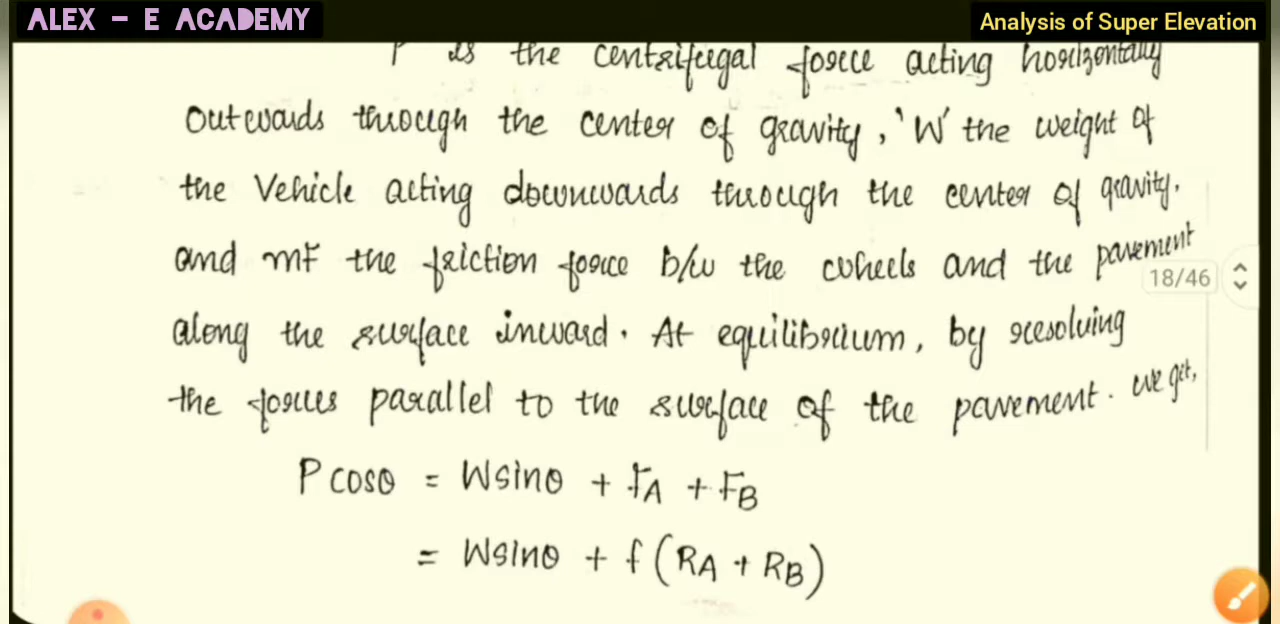 ALEX - E ACADEMY
Analysis of Super Elevation
P is the centrifugal force acting horizontally
outwards through the center of gravity, 'W' the weight of
the Vehicle acting downwards through the center of gravity.
and mF the friction force b/w the wheels and the pavement
18/46
along the surface inward. At equilibrium, by resolving
the forces parallel to the surface of the pavement. we get,
P cosθ = Wsinθ + FA + FB
= Wsinθ + f (RA + RB)